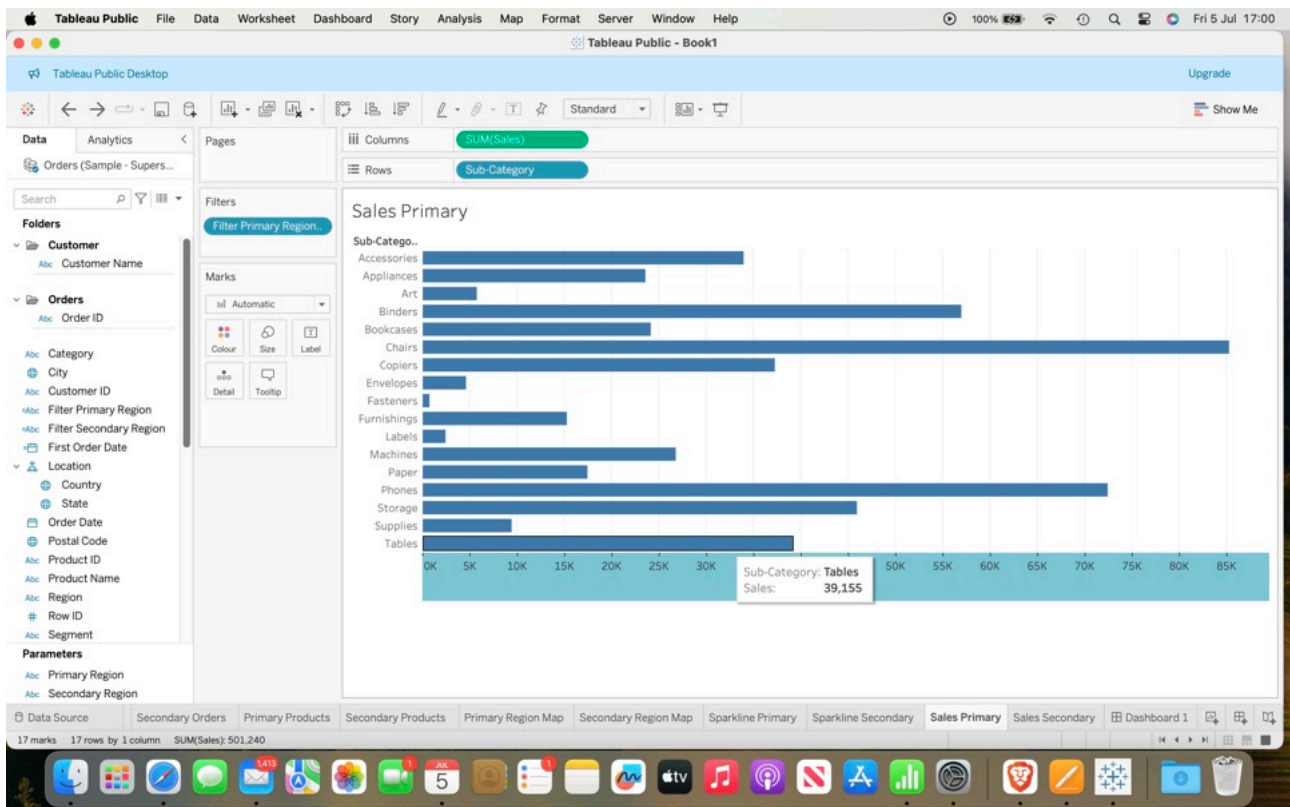 Tableau Public File Data Worksheet Dashboard Story Analysis Map Format Server Window Help 100% Fri 5 Jul 17:00
Tableau Public - Book1
Tableau Public Desktop Upgrade
Standard Show Me
Data Analytics
Orders (Sample - Supers...
Search
Folders
Customer
Abc Customer Name
Orders
Abc Order ID
Abc Category
City
Abc Customer ID
=Abc Filter Primary Region
=Abc Filter Secondary Region
First Order Date
Location
Country
State
Order Date
Postal Code
Abc Product ID
Abc Product Name
Abc Region
# Row ID
Abc Segment
Parameters
Abc Primary Region
Abc Secondary Region
Pages
Filters
Filter Primary Region..
Marks
Automatic
Colour Size Label
Detail Tooltip
Columns SUM(Sales)
Rows Sub-Category
Sales Primary
Sub-Catego..
Accessories
Appliances
Art
Binders
Bookcases
Chairs
Copiers
Envelopes
Fasteners
Furnishings
Labels
Machines
Paper
Phones
Storage
Supplies
Tables
0K 5K 10K 15K 20K 25K 30K 50K 55K 60K 65K 70K 75K 80K 85K
Sub-Category: Tables
Sales: 39,155
Data Source Secondary Orders Primary Products Secondary Products Primary Region Map Secondary Region Map Sparkline Primary Sparkline Secondary Sales Primary Sales Secondary Dashboard 1
17 marks 17 rows by 1 column SUM(Sales): 501,240
1,413
1
JUL
5
1
tv